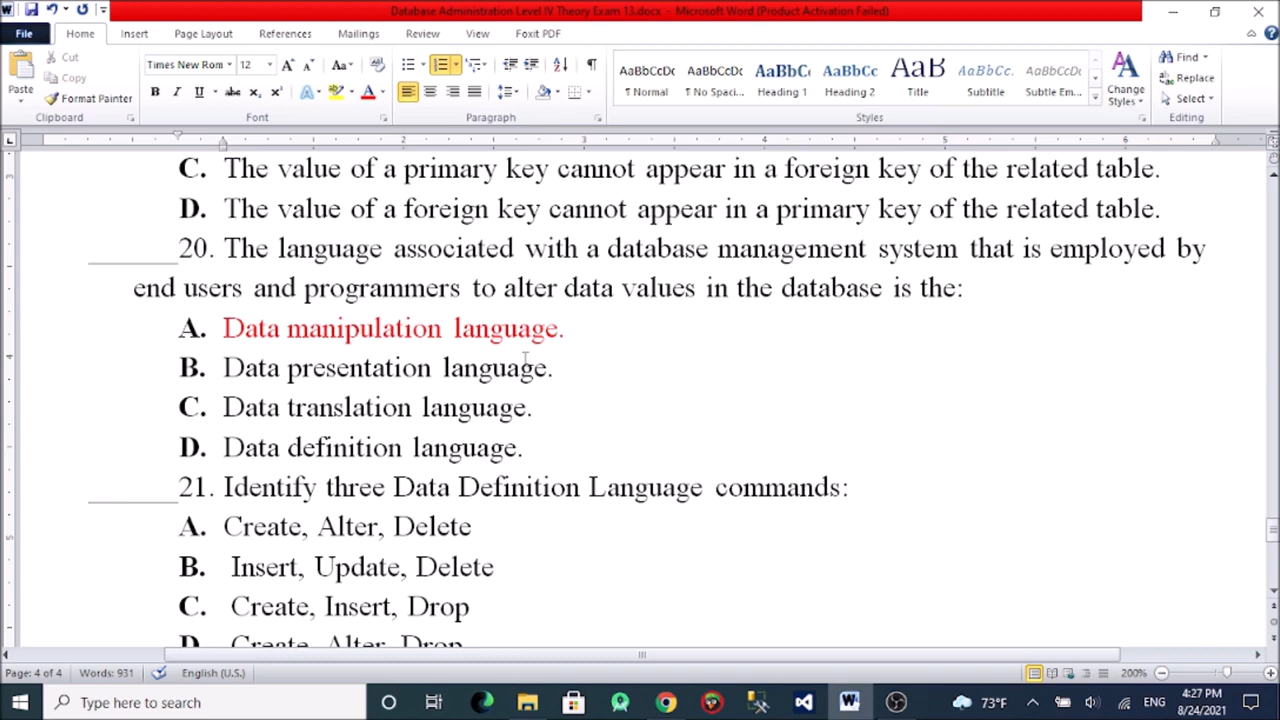 Database Administration Level IV Theory Exam 13.docx - Microsoft Word (Product Activation Failed)
File Home Insert Page Layout References Mailings Review View Foxit PDF
Paste
Cut
Copy
Format Painter
Clipboard
Times New Rom 12
Font
Paragraph
AaBbCcDc AaBbCcDc AaBbC AaBbCc AaB AaBbCc. AaBbCcDc
¶ Normal ¶ No Spaci... Heading 1 Heading 2 Title Subtitle Subtle Em...
Change Styles
Styles
Find
Replace
Select
Editing
C. The value of a primary key cannot appear in a foreign key of the related table.
D. The value of a foreign key cannot appear in a primary key of the related table.
________20. The language associated with a database management system that is employed by
end users and programmers to alter data values in the database is the:
A. Data manipulation language.
B. Data presentation language.
C. Data translation language.
D. Data definition language.
________21. Identify three Data Definition Language commands:
A. Create, Alter, Delete
B. Insert, Update, Delete
C. Create, Insert, Drop
D. Create, Alter, Drop
Page: 4 of 4 Words: 931 English (U.S.) 200%
Type here to search
73°F ENG 4:27 PM
8/24/2021